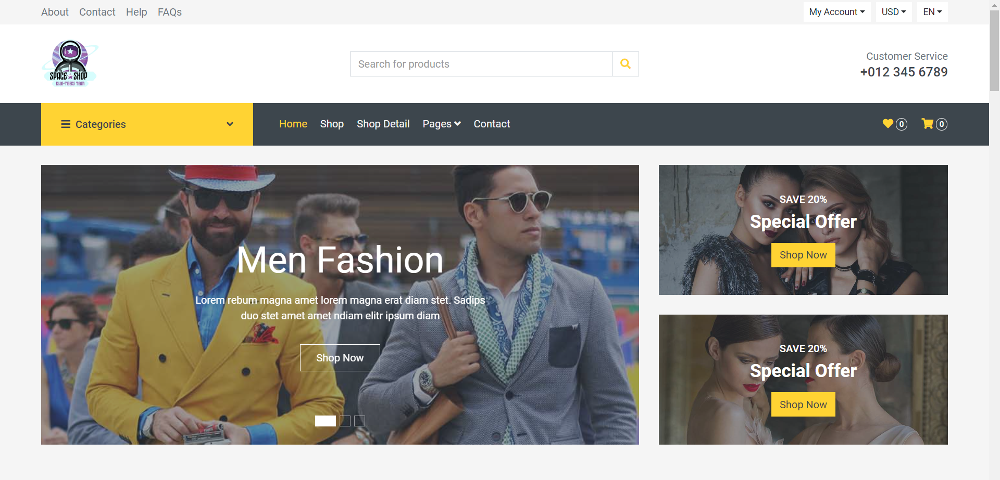 About Contact Help FAQs
My Account USD EN
SPACE SHOP
BLUE-TIGERS TEAM
Search for products
Customer Service
+012 345 6789
Categories
Home Shop Shop Detail Pages Contact
0 0
Men Fashion
Lorem rebum magna amet lorem magna erat diam stet. Sadips
duo stet amet amet ndiam elitr ipsum diam
Shop Now
SAVE 20%
Special Offer
Shop Now
SAVE 20%
Special Offer
Shop Now